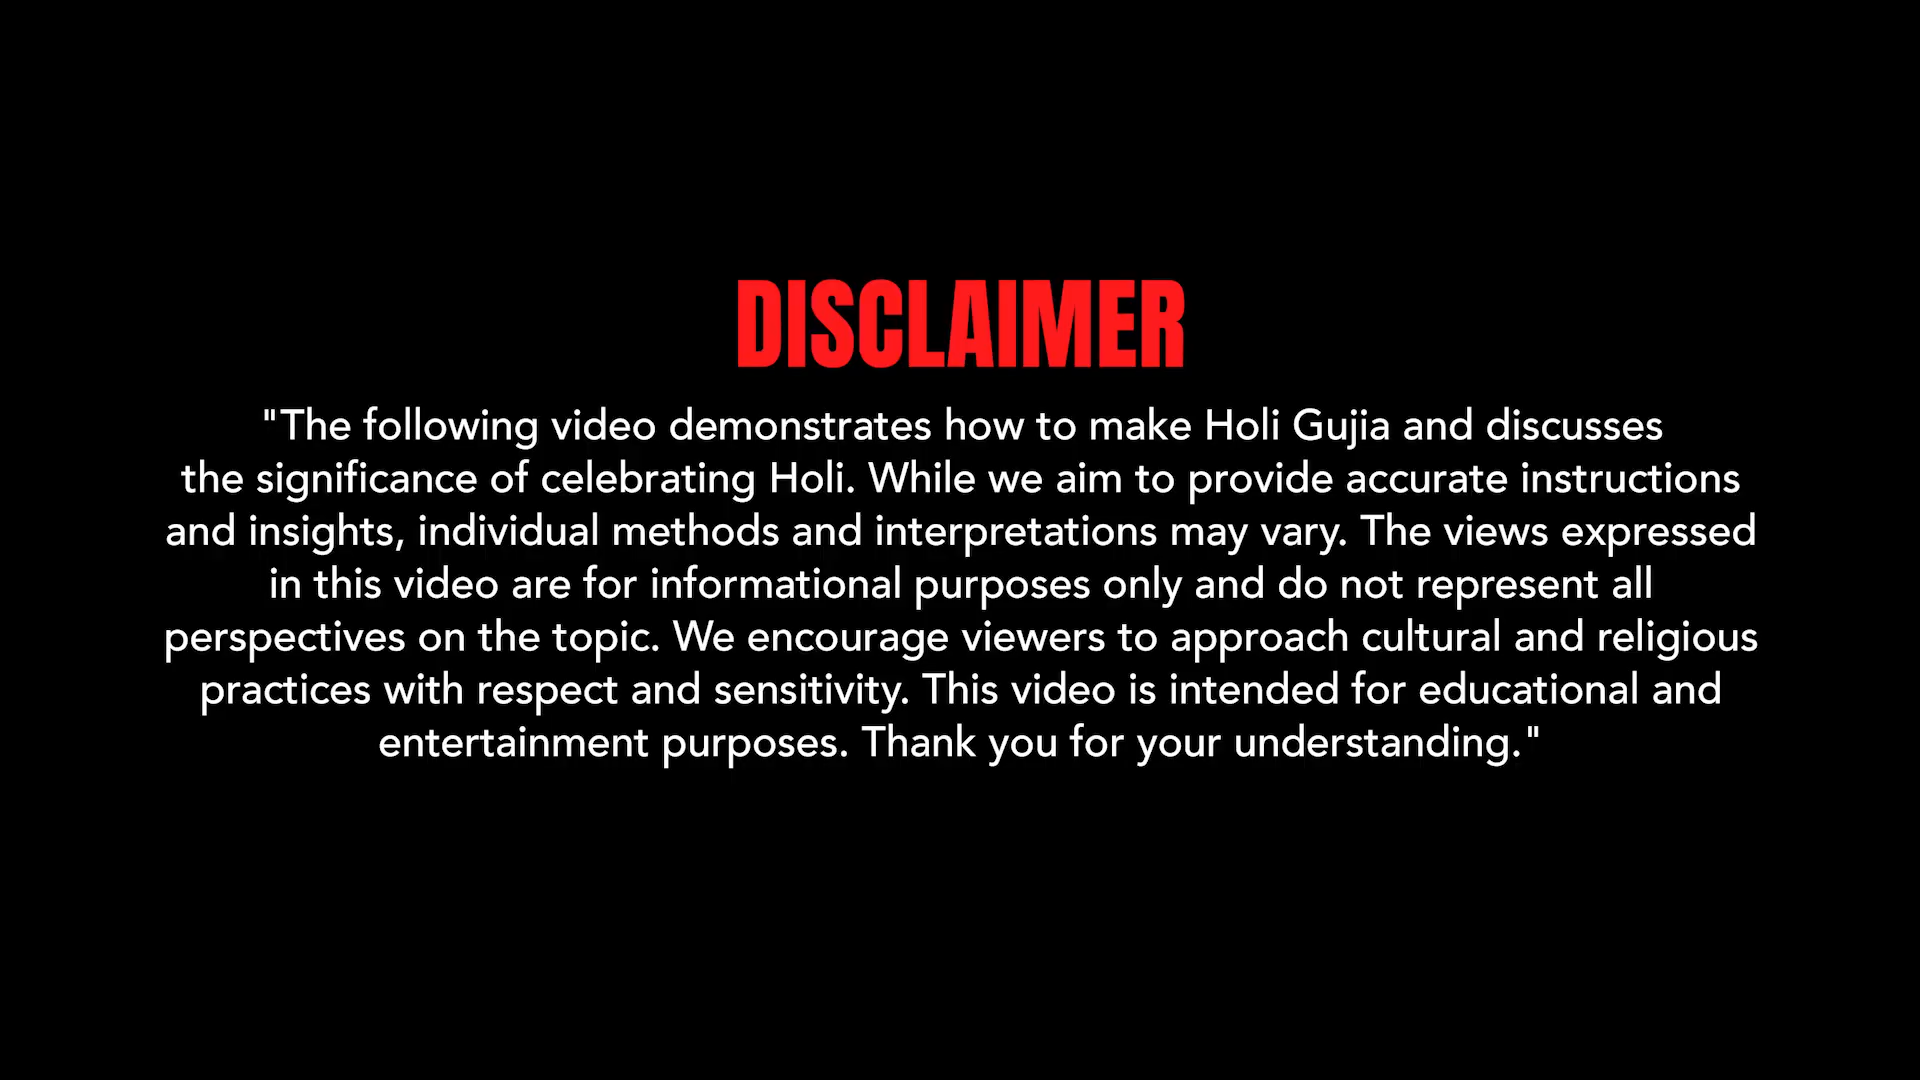 DISCLAIMER
"The following video demonstrates how to make Holi Gujia and discusses
the significance of celebrating Holi. While we aim to provide accurate instructions
and insights, individual methods and interpretations may vary. The views expressed
in this video are for informational purposes only and do not represent all
perspectives on the topic. We encourage viewers to approach cultural and religious
practices with respect and sensitivity. This video is intended for educational and
entertainment purposes. Thank you for your understanding."